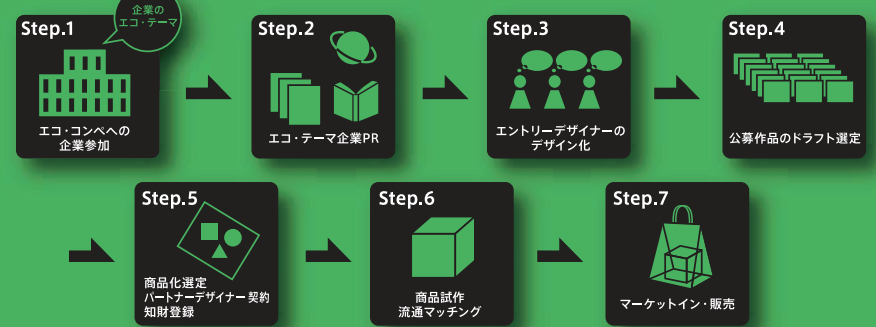 企業の
エコ・テーマ
Step.1
エコ・コンペへの
企業参加
Step.2
エコ・テーマ企業PR
Step.3
エントリーデザイナーの
デザイン化
Step.4
公募作品のドラフト選定
Step.5
商品化選定
パートナーデザイナー契約
知財登録
Step.6
商品試作
流通マッチング
Step.7
マーケットイン・販売